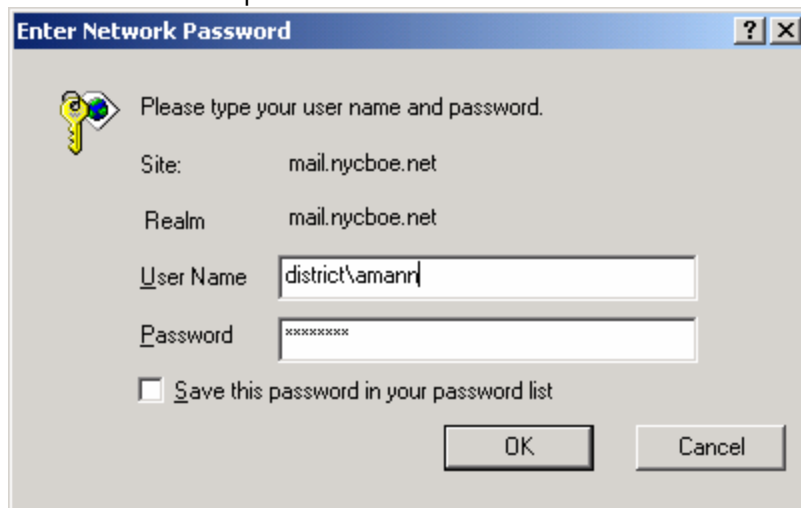 Enter Network Password
Please type your user name and password.
Site: mail.nycboe.net
Realm mail.nycboe.net
User Name district\amann
Password ********
Save this password in your password list
OK Cancel